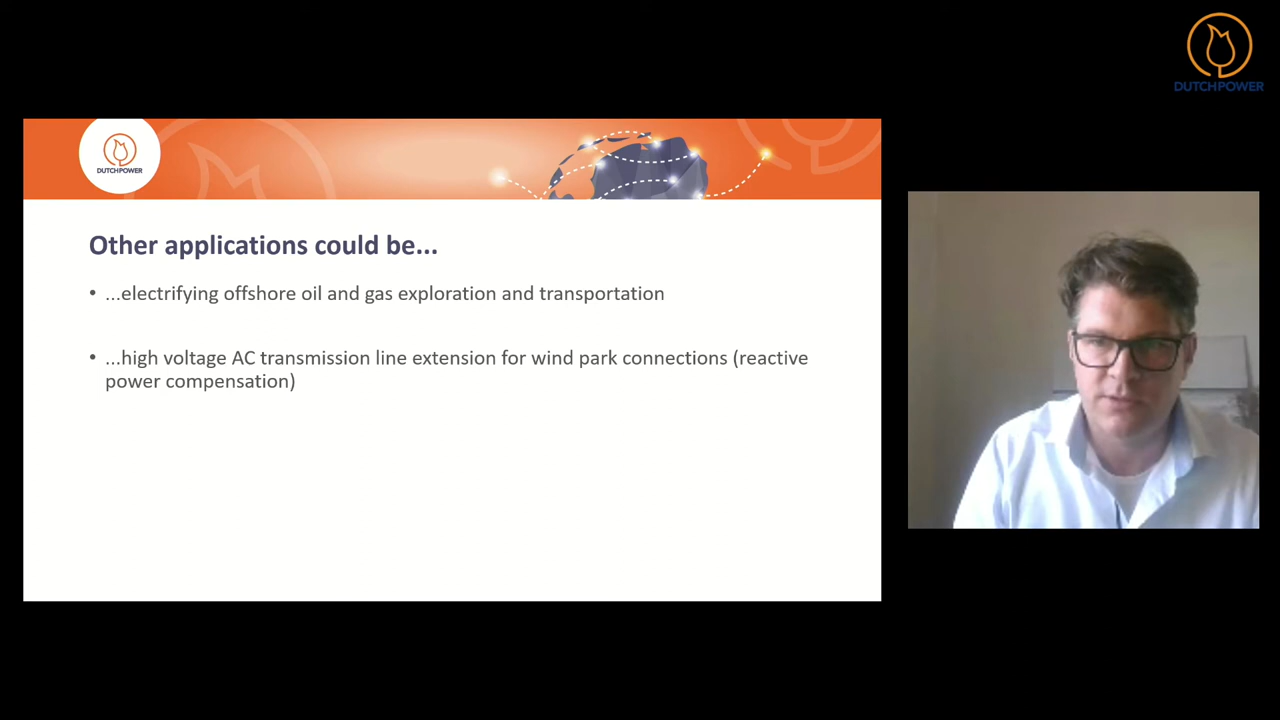 DUTCHPOWER
DUTCHPOWER
Other applications could be...
• ...electrifying offshore oil and gas exploration and transportation
• ...high voltage AC transmission line extension for wind park connections (reactive
power compensation)